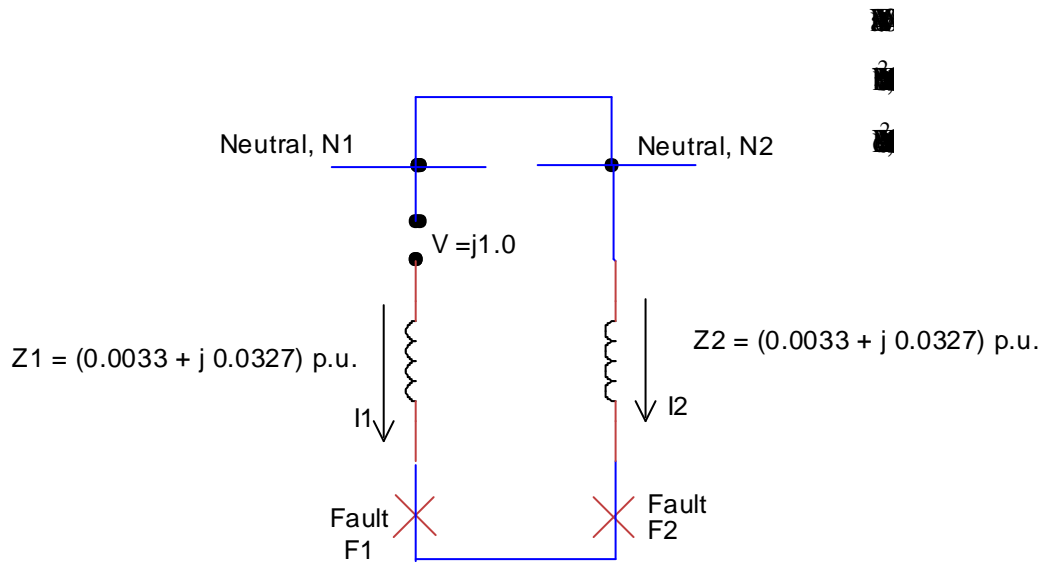 Neutral, N1
Neutral, N2
V =j1.0
Z1 = (0.0033 + j 0.0327) p.u.
Z2 = (0.0033 + j 0.0327) p.u.
I1
I2
Fault
F1
Fault
F2